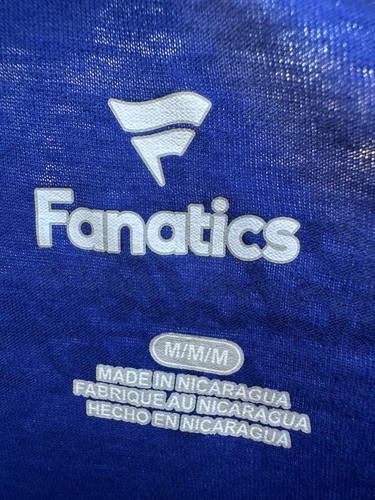 Fanatics
M/M/M
MADE IN NICARAGUA
FABRIQUE AU NICARAGUA
HECHO EN NICARAGUA